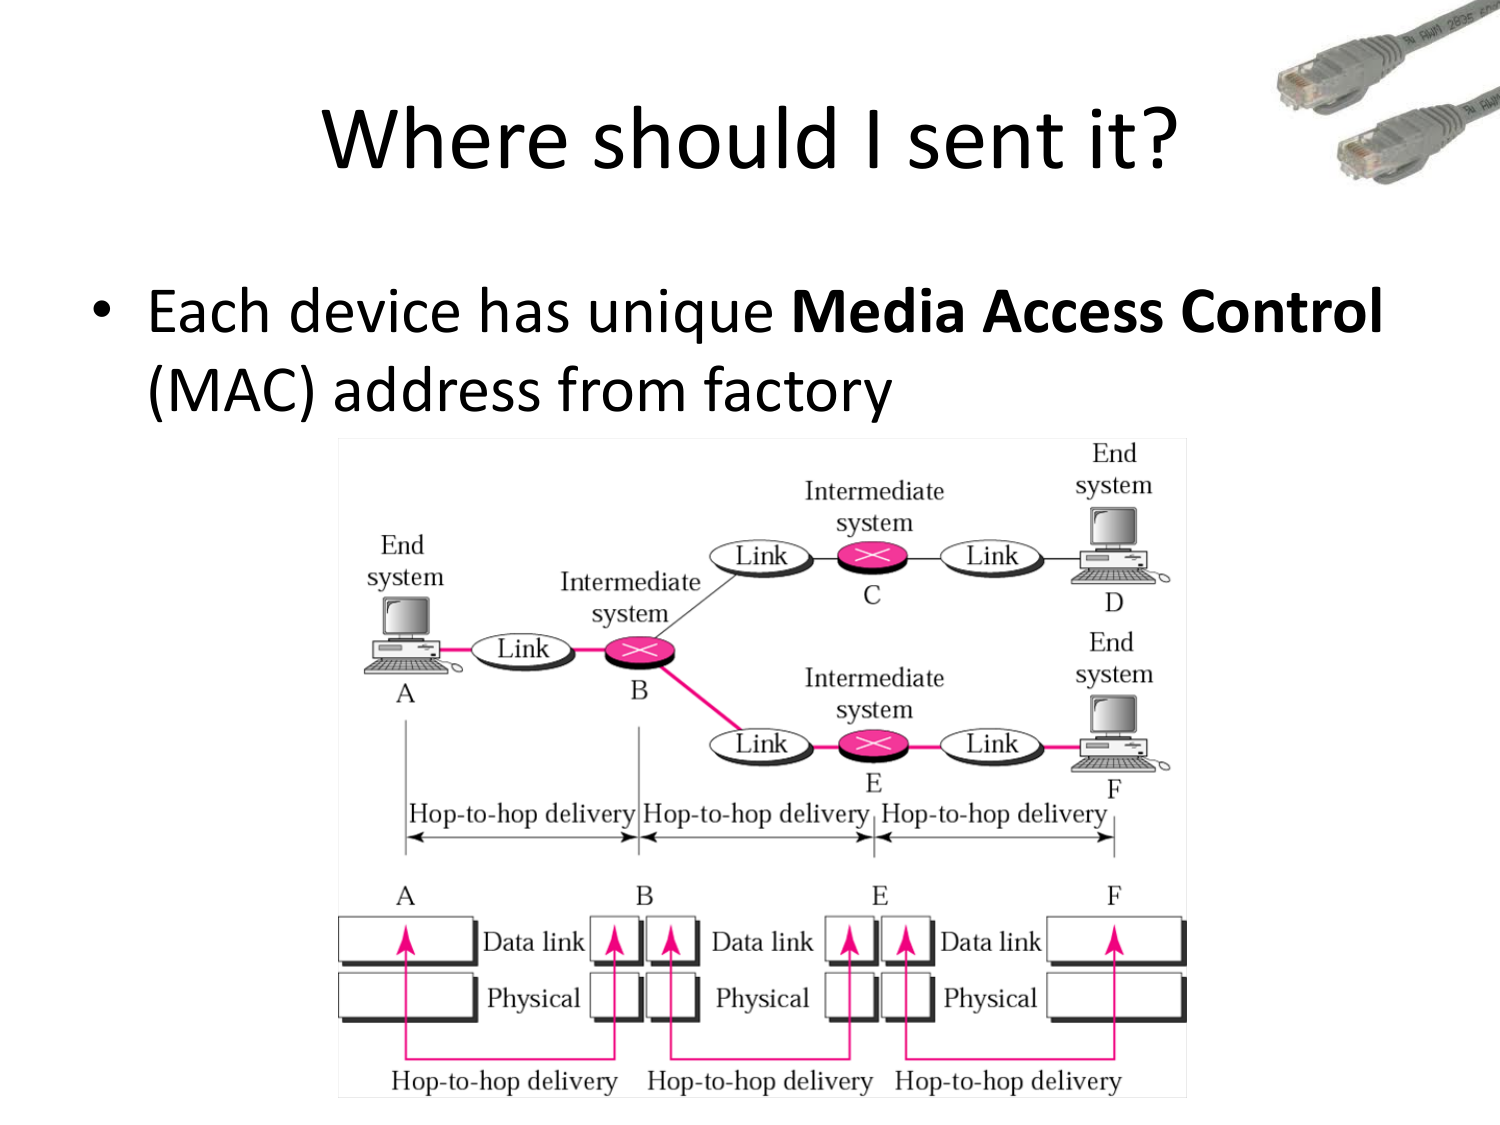 Where should I sent it?
• Each device has unique Media Access Control
(MAC) address from factory
End
system
A
Link
Intermediate
system
B
Link
Intermediate
system
C
Link
End
system
D
Link
Intermediate
system
E
Link
End
system
F
Hop-to-hop delivery
Hop-to-hop delivery
Hop-to-hop delivery
A
B
E
F
Data link
Data link
Data link
Physical
Physical
Physical
Hop-to-hop delivery
Hop-to-hop delivery
Hop-to-hop delivery
AWM 2835